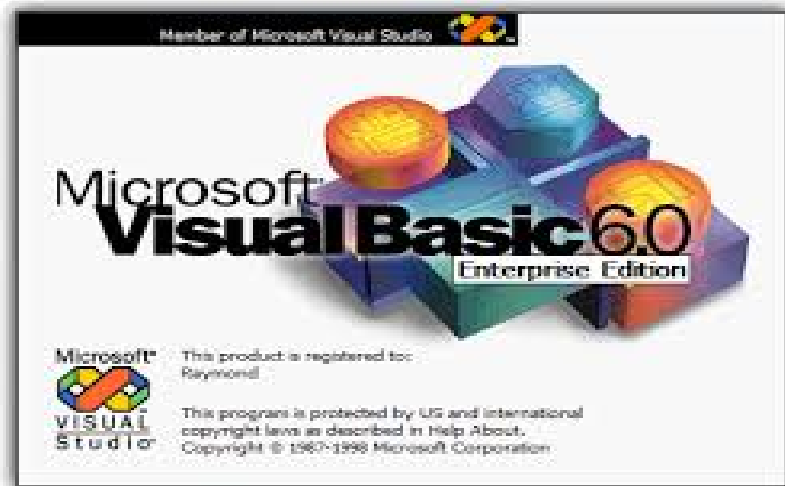 Member of Microsoft Visual Studio
Microsoft
Visual Basic 6.0
Enterprise Edition
Microsoft®
VISUAL
Studio
This product is registered to:
Raymond
This program is protected by US and international
copyright laws as described in Help About.
Copyright © 1987-1998 Microsoft Corporation